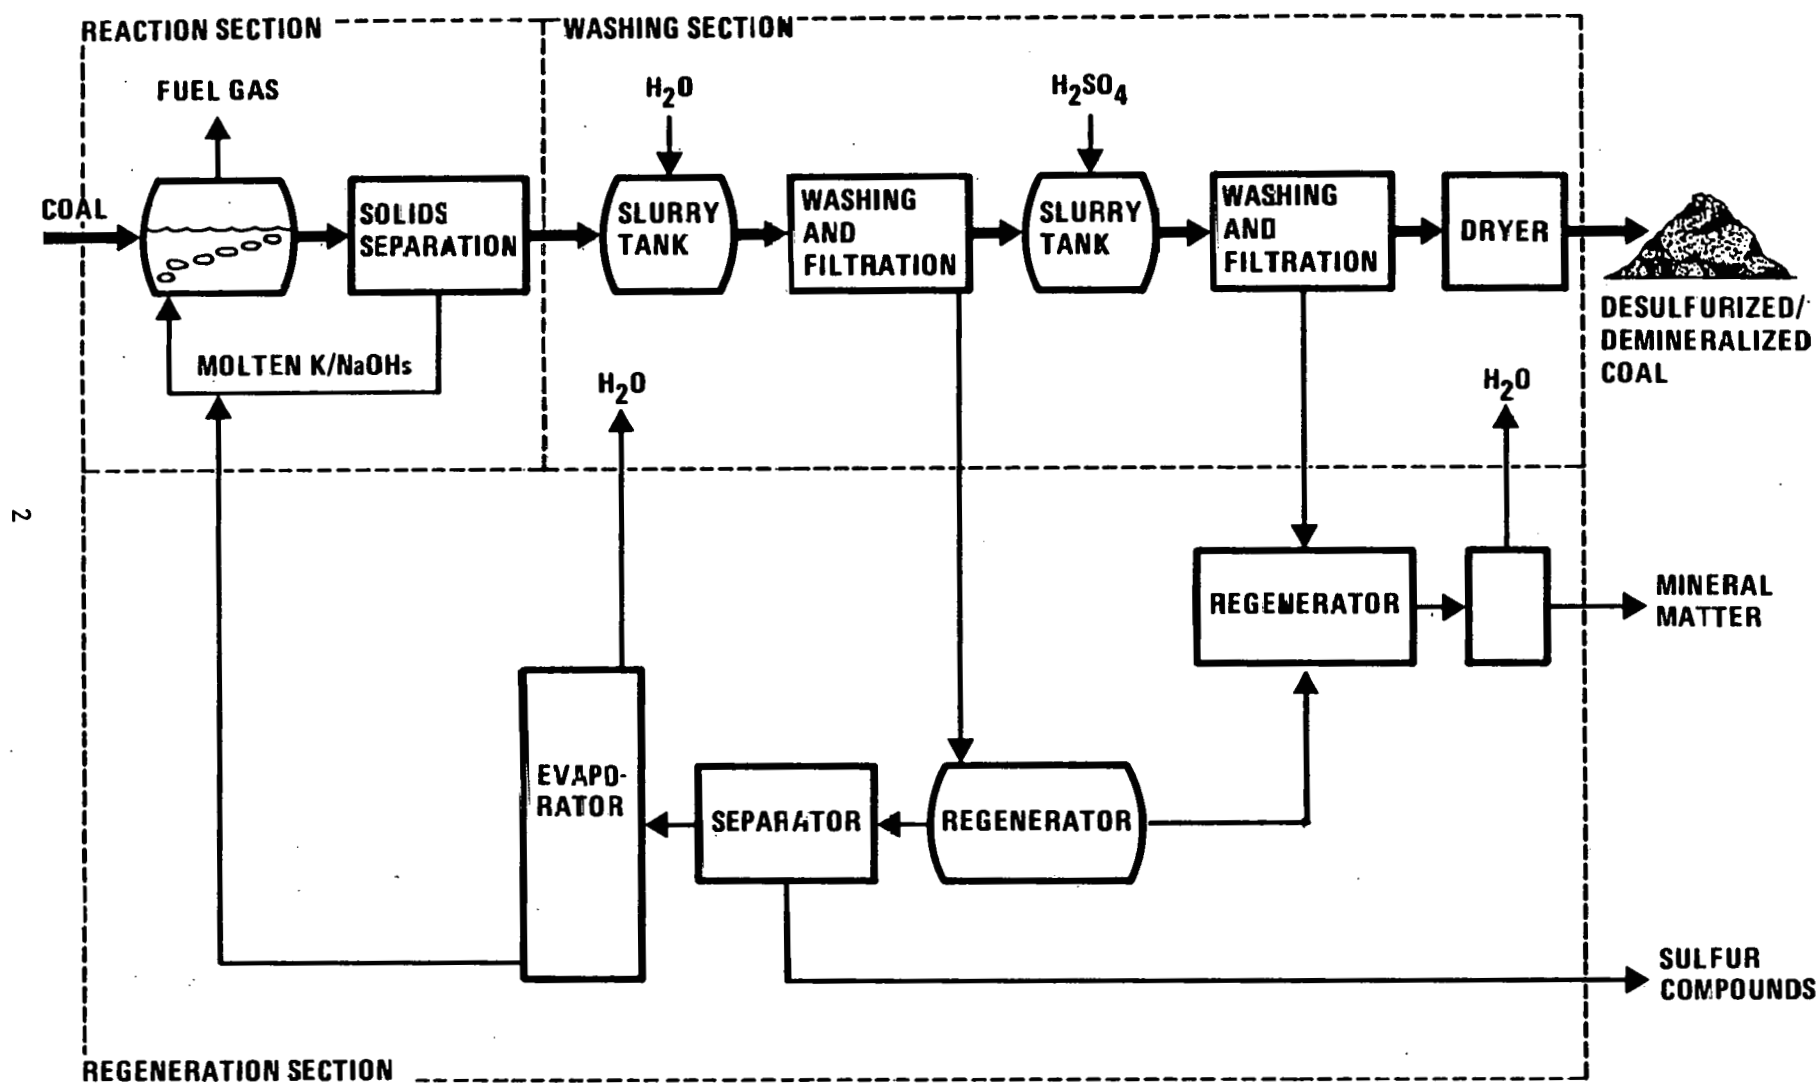 REACTION SECTION
WASHING SECTION
FUEL GAS
H₂O
H₂SO₄
COAL
SOLIDS
SEPARATION
SLURRY
TANK
WASHING
AND
FILTRATION
SLURRY
TANK
WASHING
AND
FILTRATION
DRYER
DESULFURIZED/
DEMINERALIZED
COAL
MOLTEN K/NaOHs
H₂O
H₂O
2
REGENERATOR
MINERAL
MATTER
EVAPO-
RATOR
SEPARATOR
REGENERATOR
SULFUR
COMPOUNDS
REGENERATION SECTION